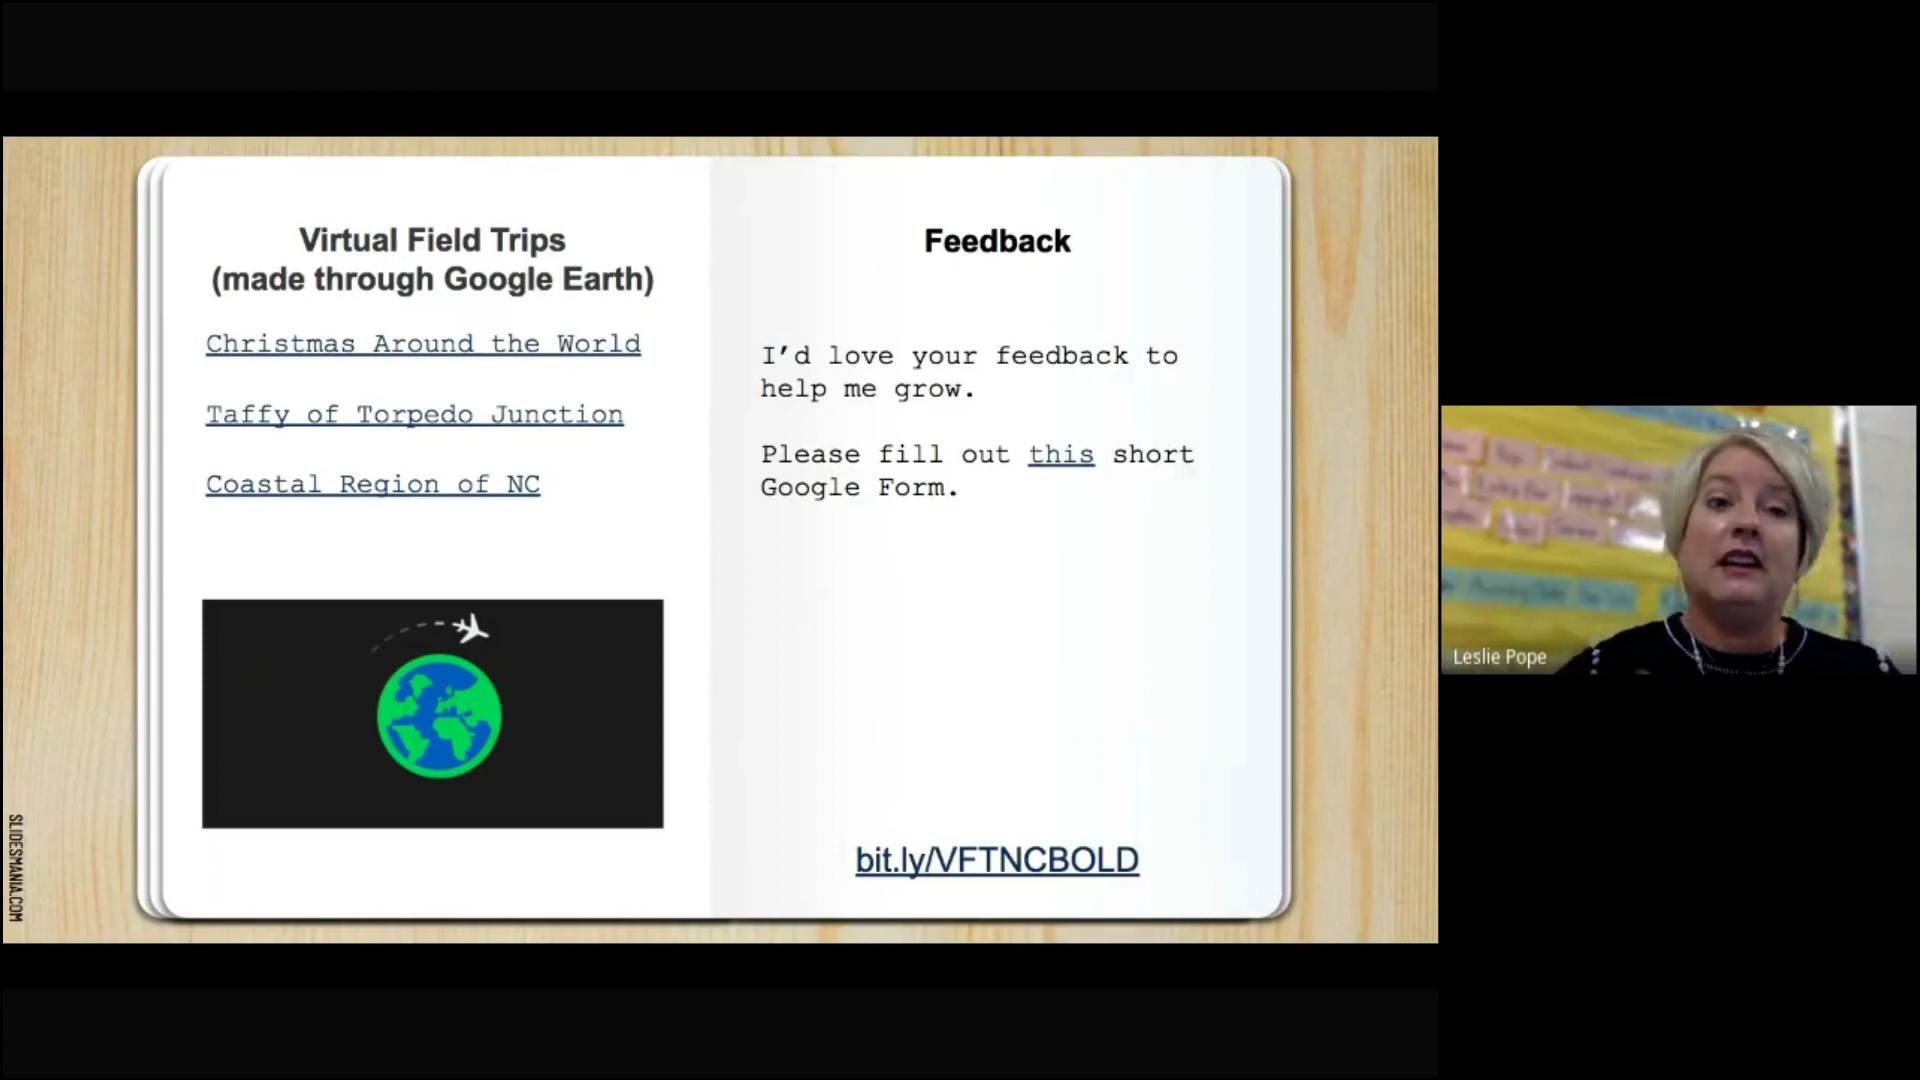 Virtual Field Trips
(made through Google Earth)
Christmas Around the World
Taffy of Torpedo Junction
Coastal Region of NC
Feedback
I’d love your feedback to
help me grow.
Please fill out this short
Google Form.
bit.ly/VFTNCBOLD
SLIDESMANIA.COM
Leslie Pope